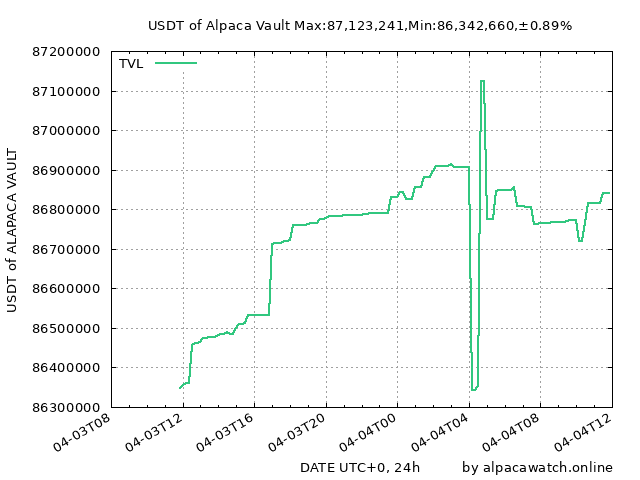 USDT of Alpaca Vault Max:87,123,241,Min:86,342,660,±0.89%
87200000
TVL
87100000
87000000
86900000
86800000
86700000
86600000
86500000
86400000
86300000
USDT of ALAPACA VAULT
04-03T08
04-03T12
04-03T16
04-03T20
04-04T00
04-04T04
04-04T08
04-04T12
DATE UTC+0, 24h
by alpacawatch.online